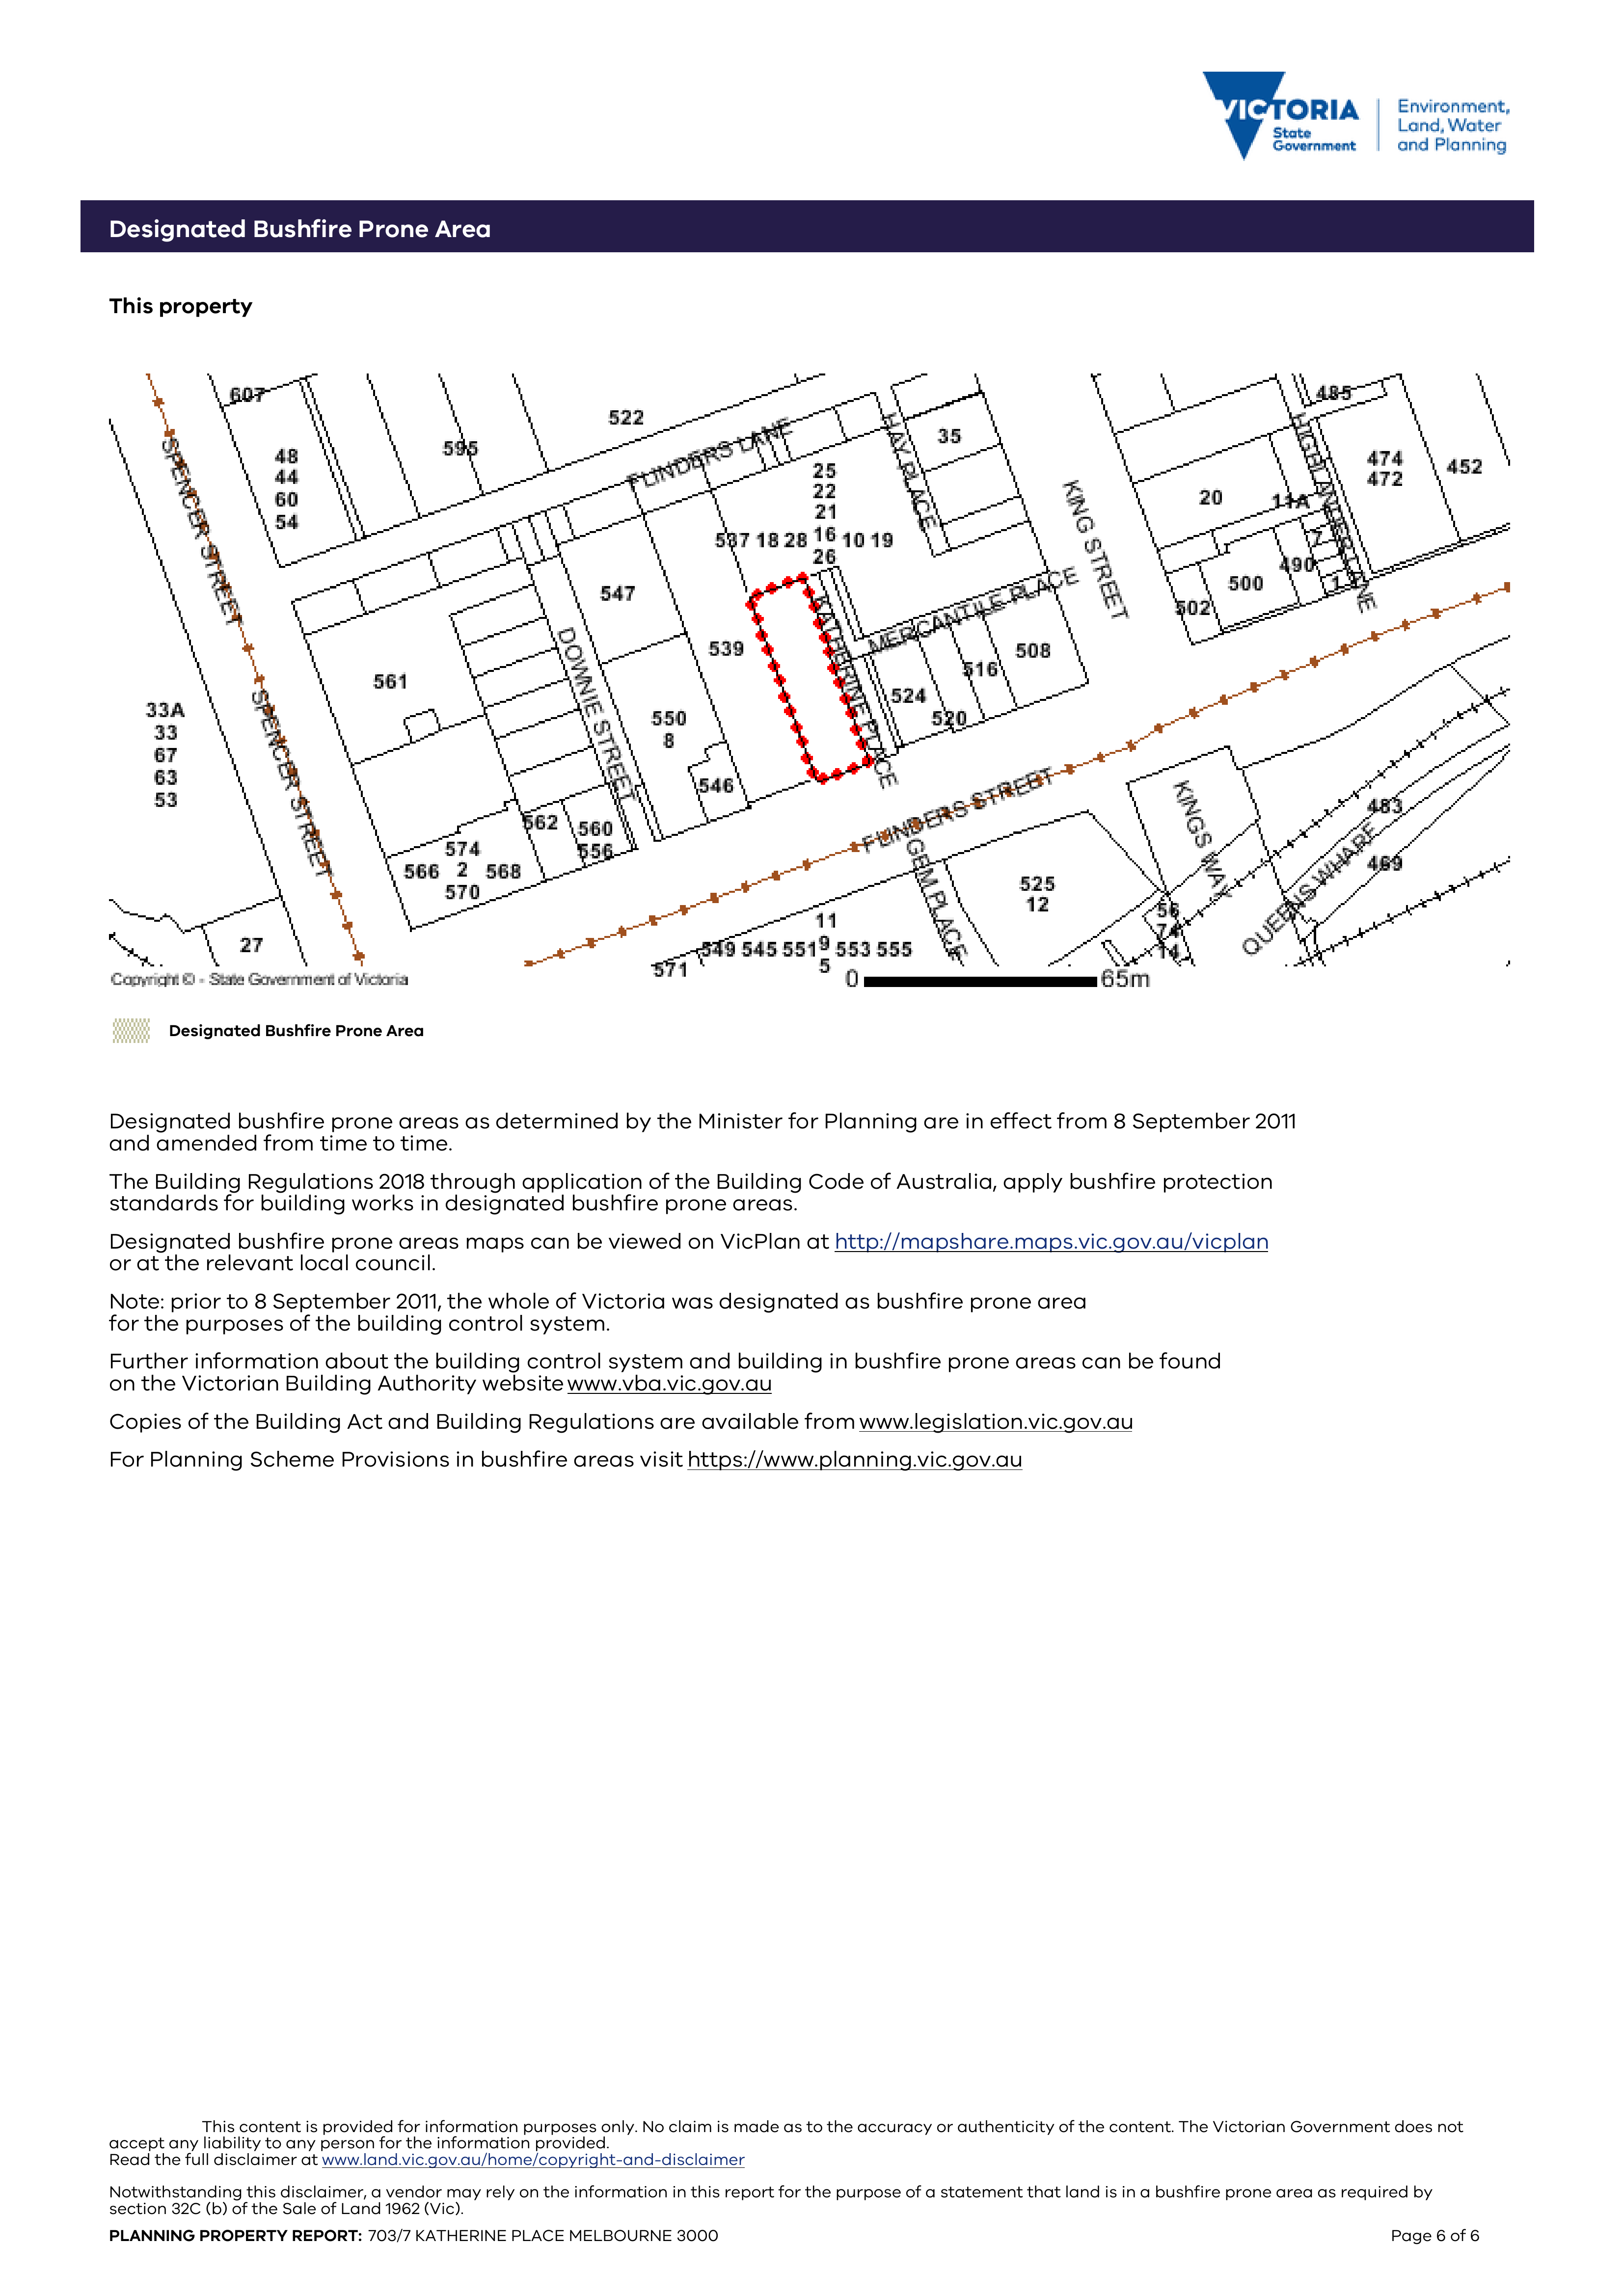 VICTORIA
State
Government
Environment,
Land, Water
and Planning
Designated Bushfire Prone Area
This property
607
48
44
60
54
595
522
FLINDERS LANE
HAY PLACE
35
485
HIGHLANDER LANE
474
472
452
SPENCER STREET
25
22
21
537 18 28 16 10 19
26
KING STREET
20
11A
7
490
1
500
502
547
MERCANTILE PLACE
KATHERINE PLACE
539
DOWNIE STREET
508
516
561
524
520
33A
33
67
63
53
SPENCER STREET
550
8
546
FLINDERS STREET
KINGS WAY
483
469
QUEENS WHARF
562
560
556
574
566 2 568
570
GEM PLACE
525
12
56
74
14
27
11
549 545 551 9 553 555
5
571
Copyright © - State Government of Victoria
0
65m
Designated Bushfire Prone Area
Designated bushfire prone areas as determined by the Minister for Planning are in effect from 8 September 2011
and amended from time to time.
The Building Regulations 2018 through application of the Building Code of Australia, apply bushfire protection
standards for building works in designated bushfire prone areas.
Designated bushfire prone areas maps can be viewed on VicPlan at http://mapshare.maps.vic.gov.au/vicplan
or at the relevant local council.
Note: prior to 8 September 2011, the whole of Victoria was designated as bushfire prone area
for the purposes of the building control system.
Further information about the building control system and building in bushfire prone areas can be found
on the Victorian Building Authority website www.vba.vic.gov.au
Copies of the Building Act and Building Regulations are available from www.legislation.vic.gov.au
For Planning Scheme Provisions in bushfire areas visit https://www.planning.vic.gov.au
This content is provided for information purposes only. No claim is made as to the accuracy or authenticity of the content. The Victorian Government does not
accept any liability to any person for the information provided.
Read the full disclaimer at www.land.vic.gov.au/home/copyright-and-disclaimer
Notwithstanding this disclaimer, a vendor may rely on the information in this report for the purpose of a statement that land is in a bushfire prone area as required by
section 32C (b) of the Sale of Land 1962 (Vic).
PLANNING PROPERTY REPORT: 703/7 KATHERINE PLACE MELBOURNE 3000
Page 6 of 6